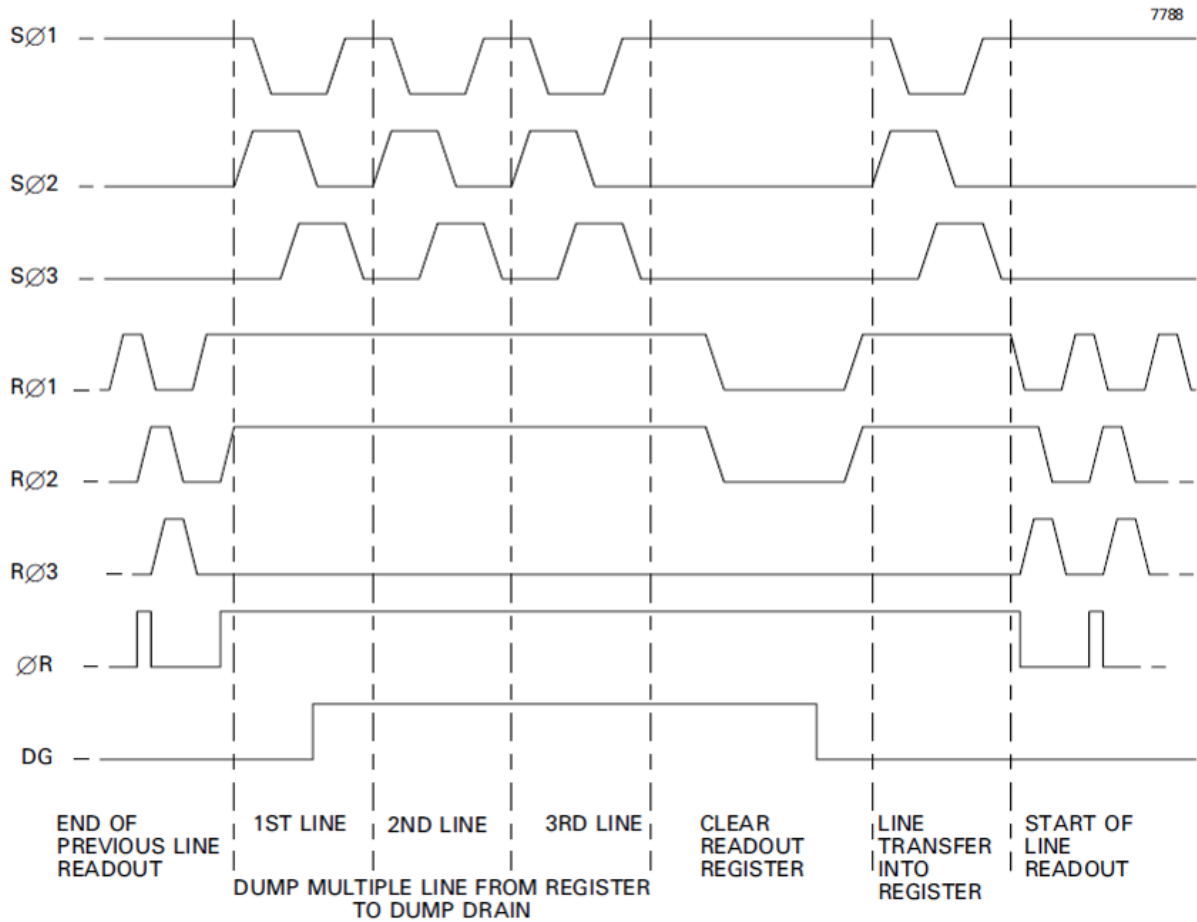 7788
SØ1
SØ2
SØ3
RØ1
RØ2
RØ3
ØR
DG
END OF
PREVIOUS LINE
READOUT
1ST LINE
2ND LINE
3RD LINE
DUMP MULTIPLE LINE FROM REGISTER
TO DUMP DRAIN
CLEAR
READOUT
REGISTER
LINE
TRANSFER
INTO
REGISTER
START OF
LINE
READOUT